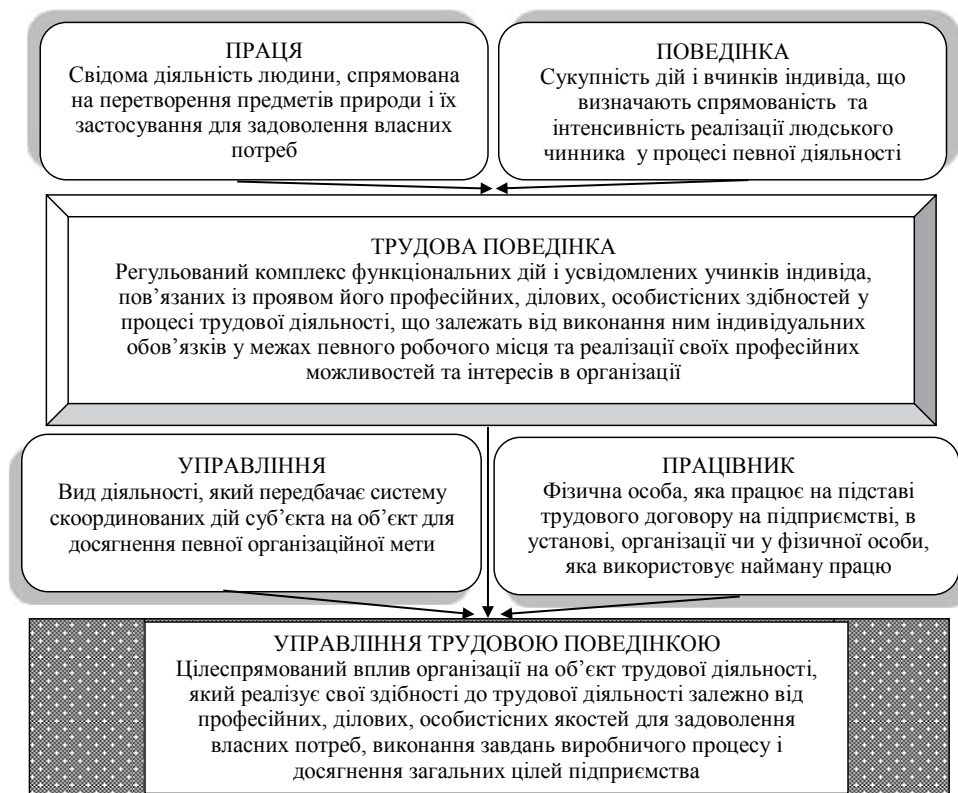 ПРАЦЯ
Свідома діяльність людини, спрямована
на перетворення предметів природи і їх
застосування для задоволення власних
потреб
ПОВЕДІНКА
Сукупність дій і вчинків індивіда, що
визначають спрямованість та
інтенсивність реалізації людського
чинника у процесі певної діяльності
ТРУДОВА ПОВЕДІНКА
Регульований комплекс функціональних дій і усвідомлених учинків індивіда,
пов’язаних із проявом його професійних, ділових, особистісних здібностей у
процесі трудової діяльності, що залежать від виконання ним індивідуальних
обов’язків у межах певного робочого місця та реалізації своїх професійних
можливостей та інтересів в організації
УПРАВЛІННЯ
Вид діяльності, який передбачає систему
скоординованих дій суб’єкта на об’єкт для
досягнення певної організаційної мети
ПРАЦІВНИК
Фізична особа, яка працює на підставі
трудового договору на підприємстві, в
установі, організації чи у фізичної особи,
яка використовує найману працю
УПРАВЛІННЯ ТРУДОВОЮ ПОВЕДІНКОЮ
Цілеспрямований вплив організації на об’єкт трудової діяльності,
який реалізує свої здібності до трудової діяльності залежно від
професійних, ділових, особистісних якостей для задоволення
власних потреб, виконання завдань виробничого процесу і
досягнення загальних цілей підприємства